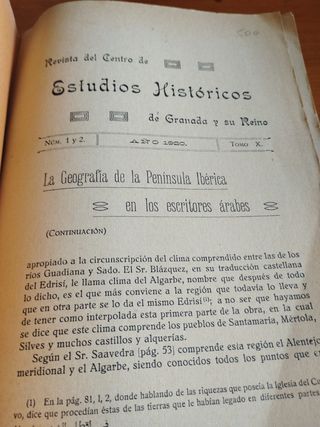 500
Revista del Centro de
Estudios Históricos
de Granada y su Reino
Núm. 1 y 2.
AÑO 1920.
Tomo X.
La Geografía de la Península Ibérica
en los escritores árabes
(CONTINUACIÓN)
apropiado a la circunscripción del clima comprendido entre las de los
ríos Guadiana y Sado. El Sr. Blázquez, en su traducción castellana
del Edrisí, le llama clima del Algarbe, nombre que después de todo
lo dicho, es el que más conviene a la región que todavía lo lleva y
que en otra parte se lo da el mismo Edrisí(1); a no ser que hayamos
de tener como interpolada esta primera parte de la obra, en la cual
se dice que este clima comprende los pueblos de Santamaría, Mértola,
Silves y muchos castillos y alquerías.
Según el Sr. Saavedra [pág. 53] comprende esta región el Alentejo
meridional y el Algarbe, siendo conocidos todos los puntos que en
(1) En la pág. 81, l, 2, donde hablando de las riquezas que poseía la Iglesia del Cu
vo, dice que procedían éstas de las tierras que le habían legado en diferentes partes